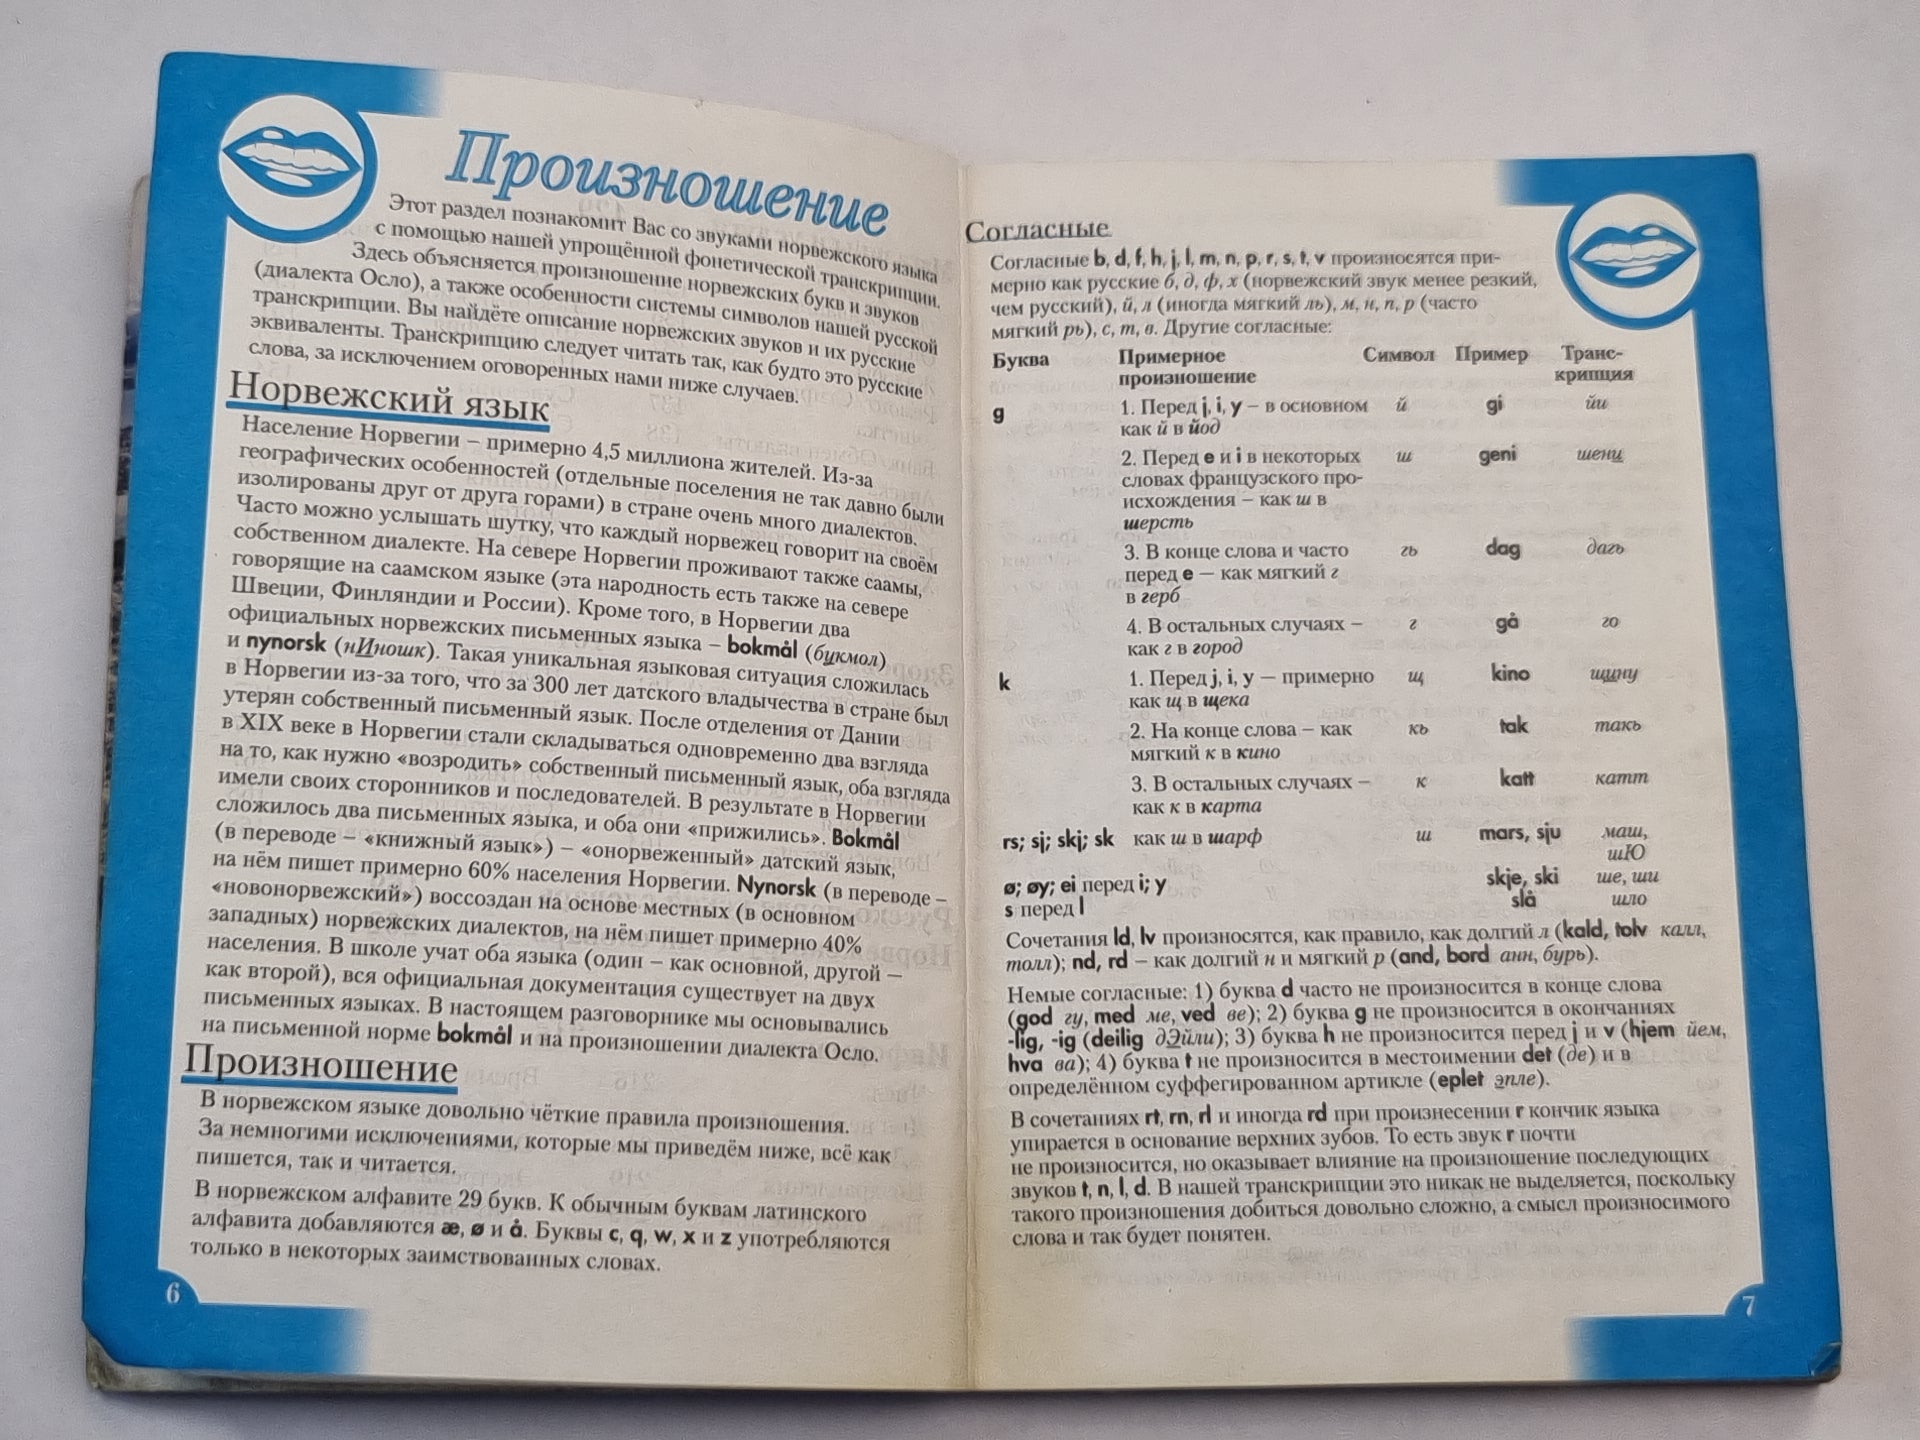 Произношение
Этот раздел познакомит Вас со звуками норвежского языка
с помощью нашей упрощённой фонетической транскрипции.
Здесь объясняется произношение норвежских букв и звуков
(диалекта Осло), а также особенности системы символов нашей русской
транскрипции. Вы найдёте описание норвежских звуков и их русские
эквиваленты. Транскрипцию следует читать так, как будто это русские
слова, за исключением оговоренных нами ниже случаев.
Норвежский язык
Население Норвегии – примерно 4,5 миллиона жителей. Из-за
географических особенностей (отдельные поселения не так давно были
изолированы друг от друга горами) в стране очень много диалектов.
Часто можно услышать шутку, что каждый норвежец говорит на своём
собственном диалекте. На севере Норвегии проживают также саамы,
говорящие на саамском языке (эта народность есть также на севере
Швеции, Финляндии и России). Кроме того, в Норвегии два
официальных норвежских письменных языка – bokmål (букмол)
и nynorsk (нИношк). Такая уникальная языковая ситуация сложилась
в Норвегии из-за того, что за 300 лет датского владычества в стране был
утерян собственный письменный язык. После отделения от Дании
в XIX веке в Норвегии стали складываться одновременно два взгляда
на то, как нужно «возродить» собственный письменный язык, оба взгляда
имели своих сторонников и последователей. В результате в Норвегии
сложилось два письменных языка, и оба они «прижились». Bokmål
(в переводе – «книжный язык») – «онорвеженный» датский язык,
на нём пишет примерно 60% населения Норвегии. Nynorsk (в переводе –
«новонорвежский») воссоздан на основе местных (в основном
западных) норвежских диалектов, на нём пишет примерно 40%
населения. В школе учат оба языка (один – как основной, другой –
как второй), вся официальная документация существует на двух
письменных языках. В настоящем разговорнике мы основывались
на письменной норме bokmål и на произношении диалекта Осло.
Произношение
В норвежском языке довольно чёткие правила произношения.
За немногими исключениями, которые мы приведём ниже, всё как
пишется, так и читается.
В норвежском алфавите 29 букв. К обычным буквам латинского
алфавита добавляются æ, ø и å. Буквы c, q, w, x и z употребляются
только в некоторых заимствованных словах.
6
Согласные
Согласные b, d, f, h, j, l, m, n, p, r, s, t, v произносятся при-
мерно как русские б, д, ф, х (норвежский звук менее резкий,
чем русский), й, л (иногда мягкий ль), м, н, п, р (часто
мягкий рь), с, т, в. Другие согласные:
Буква Примерное Символ Пример Транс-
произношение крипция
g 1. Перед j, i, y – в основном й gi йи
как й в йод
2. Перед e и i в некоторых ш geni шени
словах французского про-
исхождения – как ш в
шерсть
3. В конце слова и часто гь dag дагь
перед e — как мягкий г
в герб
4. В остальных случаях – г gå го
как г в город
k 1. Перед j, i, y — примерно щ kino щину
как щ в щека
2. На конце слова – как кь tak такь
мягкий к в кино
3. В остальных случаях – к katt катт
как к в карта
rs; sj; skj; sk как ш в шарф ш mars, sju маш,
шЮ
ø; øy; ei перед i; y skje, ski ше, ши
s перед l slå шло
Сочетания ld, lv произносятся, как правило, как долгий л (kald, tolv калл,
толл); nd, rd – как долгий н и мягкий р (and, bord анн, бурь).
Немые согласные: 1) буква d часто не произносится в конце слова
(god гу, med ме, ved ве); 2) буква g не произносится в окончаниях
-lig, -ig (deilig дЭйли); 3) буква h не произносится перед j и v (hjem йем,
hva ва); 4) буква t не произносится в местоимении det (де) и в
определённом суффегированном артикле (eplet эпле).
В сочетаниях rt, rn, rl и иногда rd при произнесении r кончик языка
упирается в основание верхних зубов. То есть звук r почти
не произносится, но оказывает влияние на произношение последующих
звуков t, n, l, d. В нашей транскрипции это никак не выделяется, поскольку
такого произношения добиться довольно сложно, а смысл произносимого
слова и так будет понятен.
7